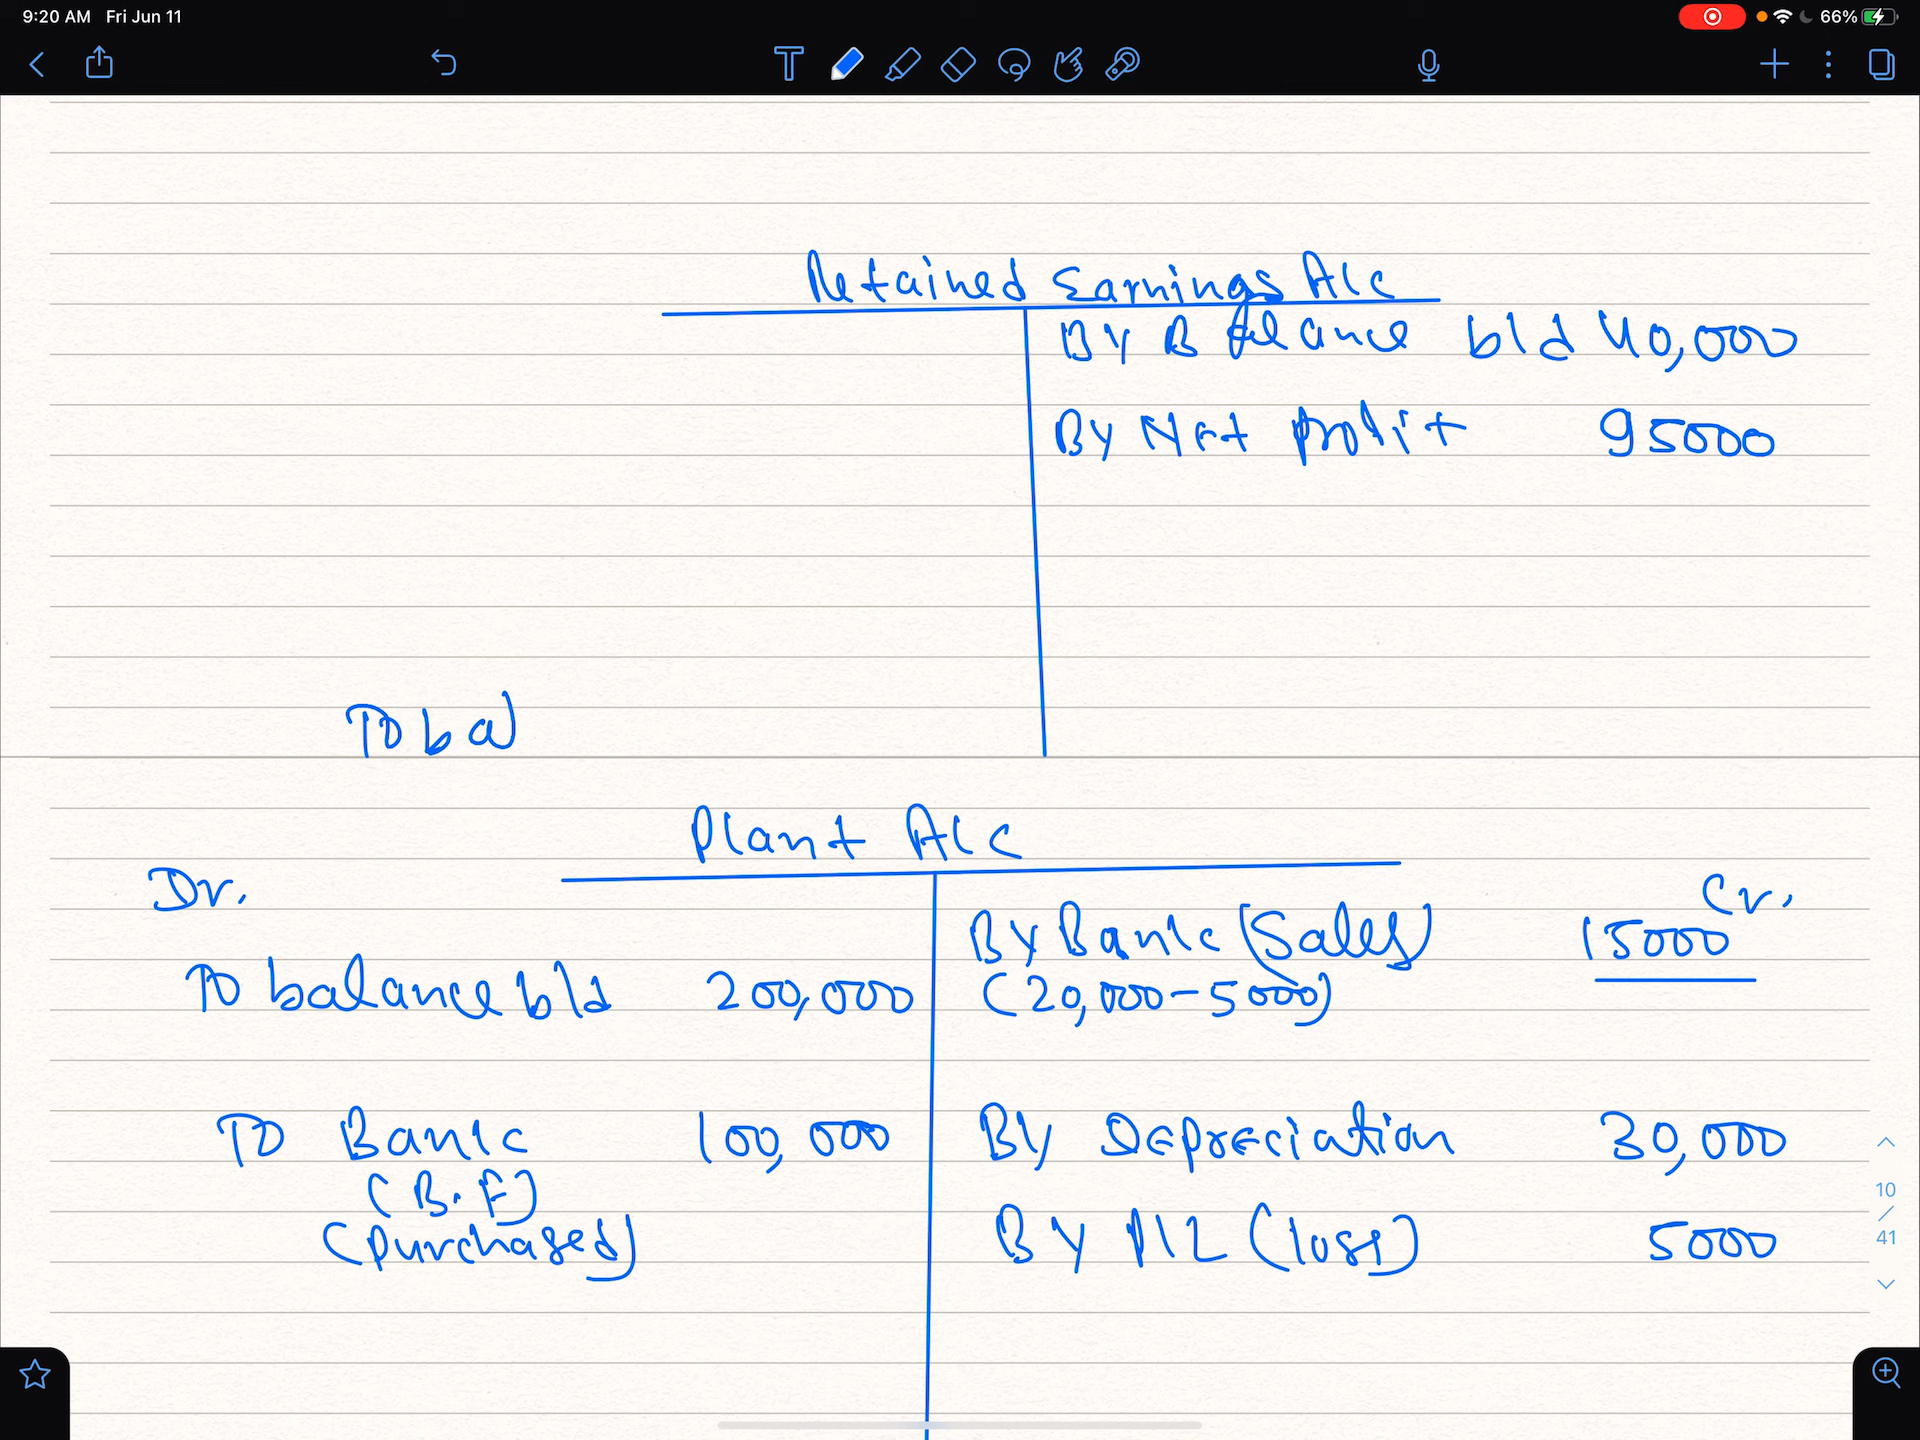 9:20 AM Fri Jun 11
66%
Retained Earnings A/c
By Balance b/d 40,000
By Net profit 95000
To bal
Plant A/c
Dr. Cr.
By Bank (Sales) 15000
To balance b/d 200,000 (20,000-5000)
To Bank 100,000 By Depreciation 30,000
(B.F)
(purchased) By P/L (loss) 5000
10
/
41